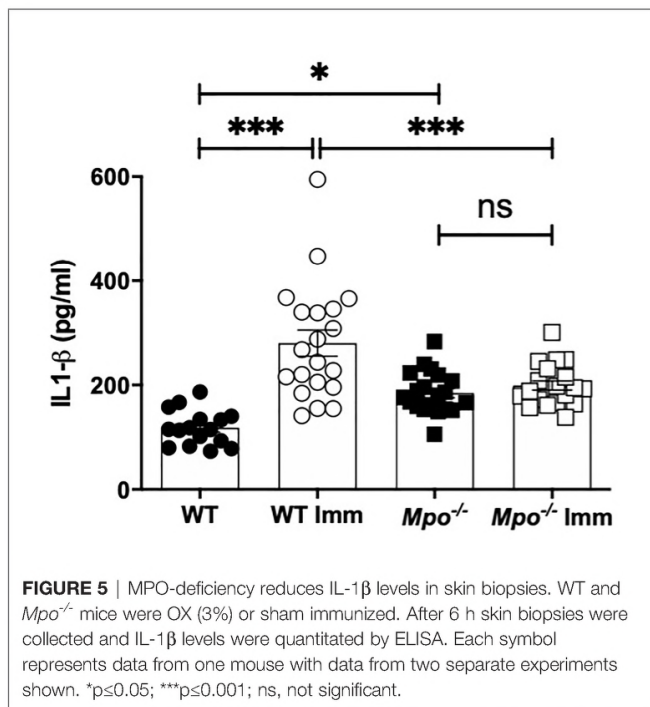 *
*** ***
600
ns
400
200
0
IL1-β (pg/ml)
WT WT Imm Mpo-/- Mpo-/- Imm
FIGURE 5 | MPO-deficiency reduces IL-1β levels in skin biopsies. WT and
Mpo-/- mice were OX (3%) or sham immunized. After 6 h skin biopsies were
collected and IL-1β levels were quantitated by ELISA. Each symbol
represents data from one mouse with data from two separate experiments
shown. *p≤0.05; ***p≤0.001; ns, not significant.